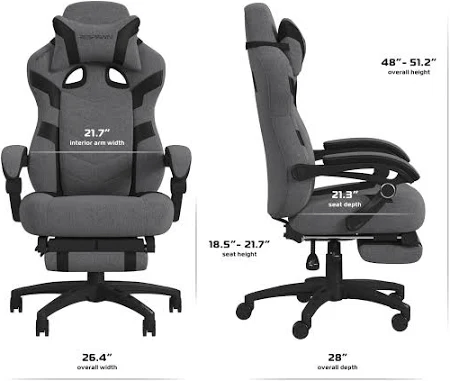 RESPAWN
48"- 51.2"
overall height
21.7"
interior arm width
21.3"
seat depth
18.5"- 21.7"
seat height
26.4"
overall width
28"
overall depth